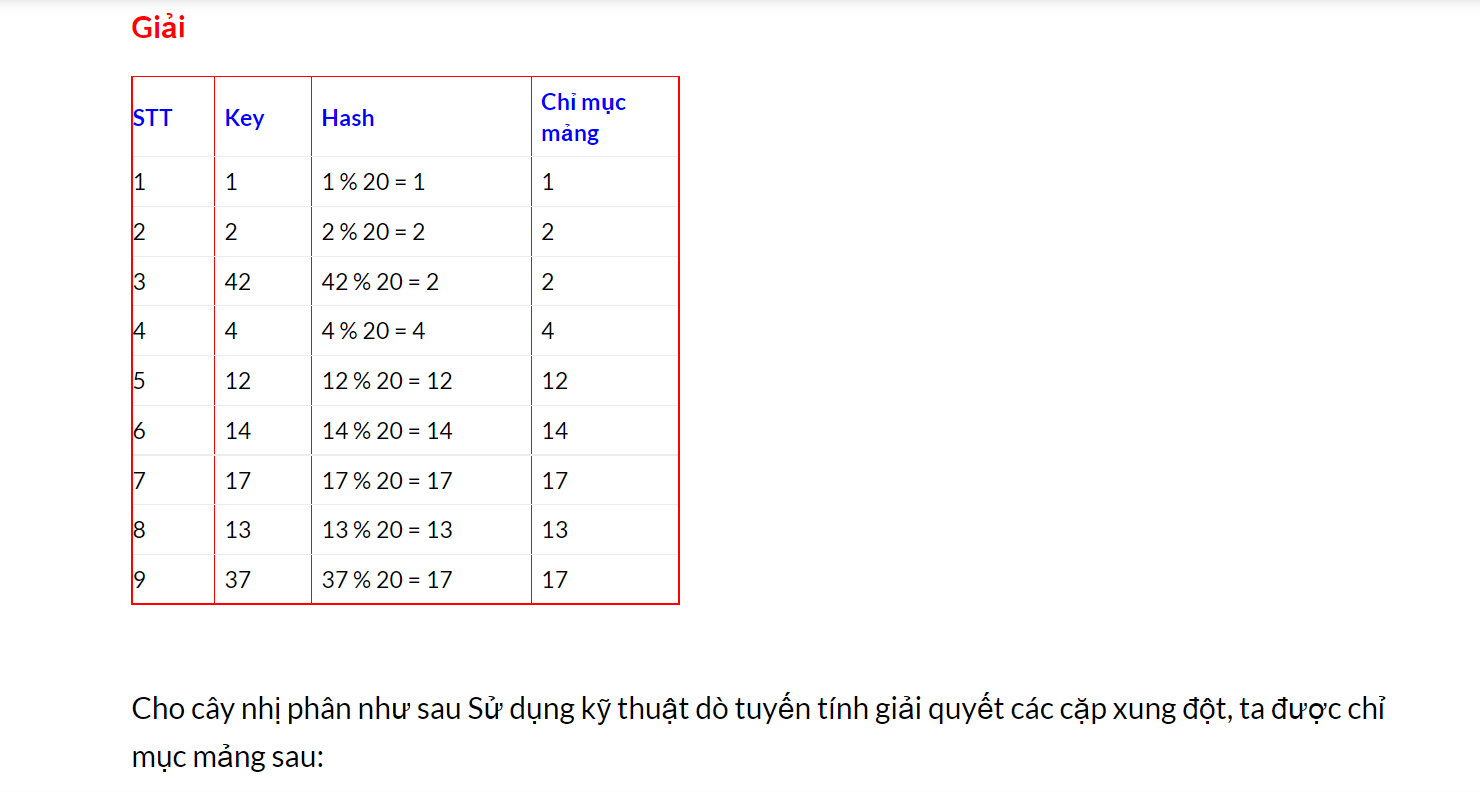 Giải
STT Key Hash Chỉ mục mảng
1 1 1 % 20 = 1 1
2 2 2 % 20 = 2 2
3 42 42 % 20 = 2 2
4 4 4 % 20 = 4 4
5 12 12 % 20 = 12 12
6 14 14 % 20 = 14 14
7 17 17 % 20 = 17 17
8 13 13 % 20 = 13 13
9 37 37 % 20 = 17 17
Cho cây nhị phân như sau Sử dụng kỹ thuật dò tuyến tính giải quyết các cặp xung đột, ta được chỉ
mục mảng sau: